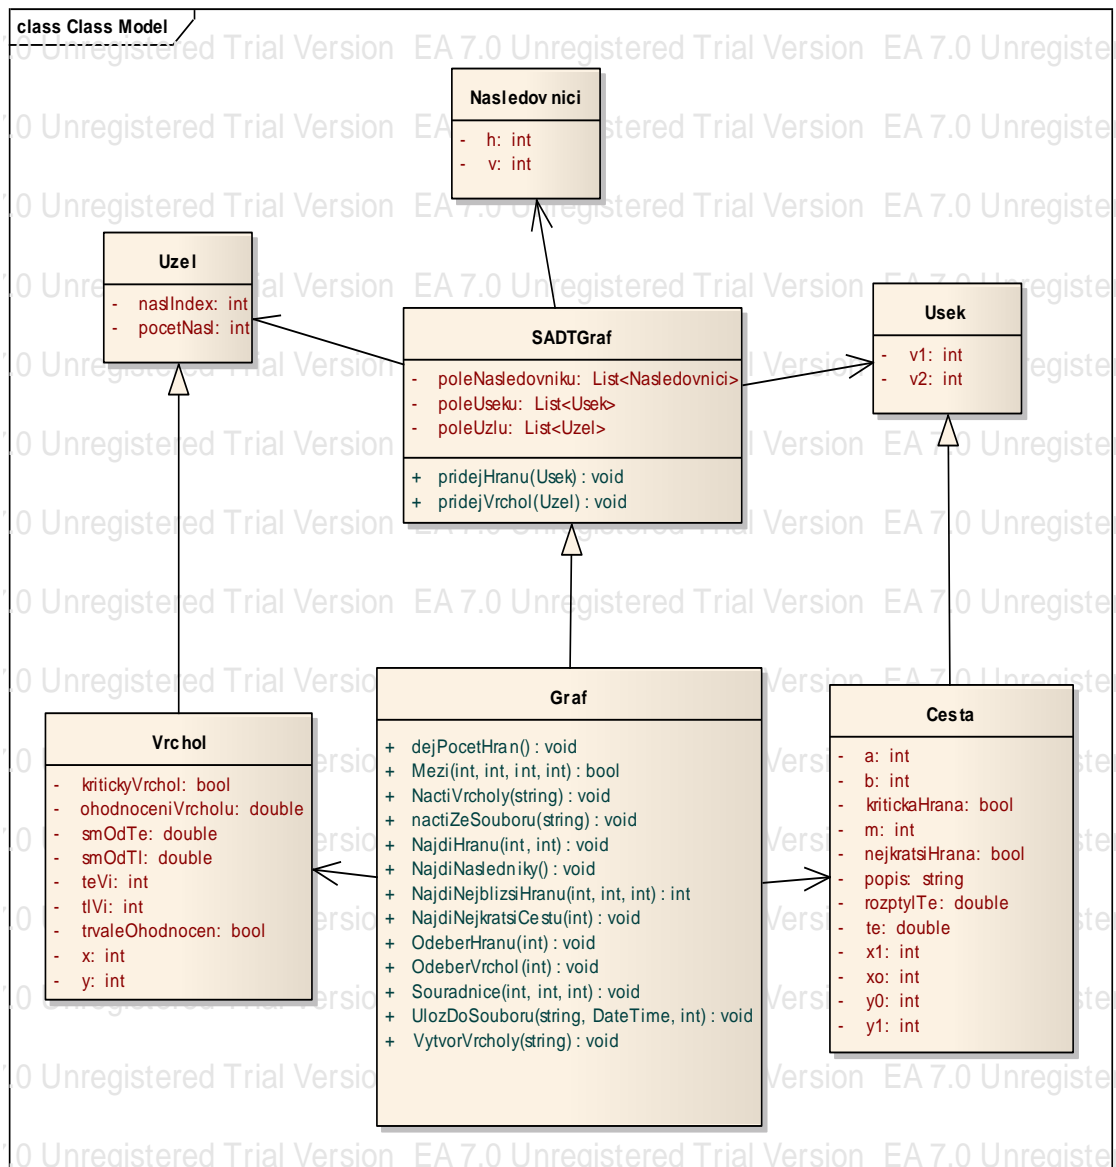 class Class Model
EA 7.0 Unregistered Trial Version
Nasledovnici
- h: int
- v: int
Uzel
- naslIndex: int
- pocetNasl: int
SADTGraf
- poleNasledovniku: List<Nasledovnici>
- poleUseku: List<Usek>
- poleUzlu: List<Uzel>
+ pridejHranu(Usek) : void
+ pridejVrchol(Uzel) : void
Usek
- v1: int
- v2: int
Vrchol
- kritickyVrchol: bool
- ohodnoceniVrcholu: double
- smOdTe: double
- smOdTl: double
- teVi: int
- tlVi: int
- trvaleOhodnocen: bool
- x: int
- y: int
Graf
+ dejPocetHran() : void
+ Mezi(int, int, int, int) : bool
+ NactiVrcholy(string) : void
+ nactiZeSouboru(string) : void
+ NajdiHranu(int, int) : void
+ NajdiNasledniky() : void
+ NajdiNejblizsiHranu(int, int, int) : int
+ NajdiNejkratsiCestu(int) : void
+ OdeberHranu(int) : void
+ OdeberVrchol(int) : void
+ Souradnice(int, int, int) : void
+ UlozDoSouboru(string, DateTime, int) : void
+ VytvorVrcholy(string) : void
Cesta
- a: int
- b: int
- kritickaHrana: bool
- m: int
- nejkratsiHrana: bool
- popis: string
- rozptylTe: double
- te: double
- x1: int
- xo: int
- y0: int
- y1: int